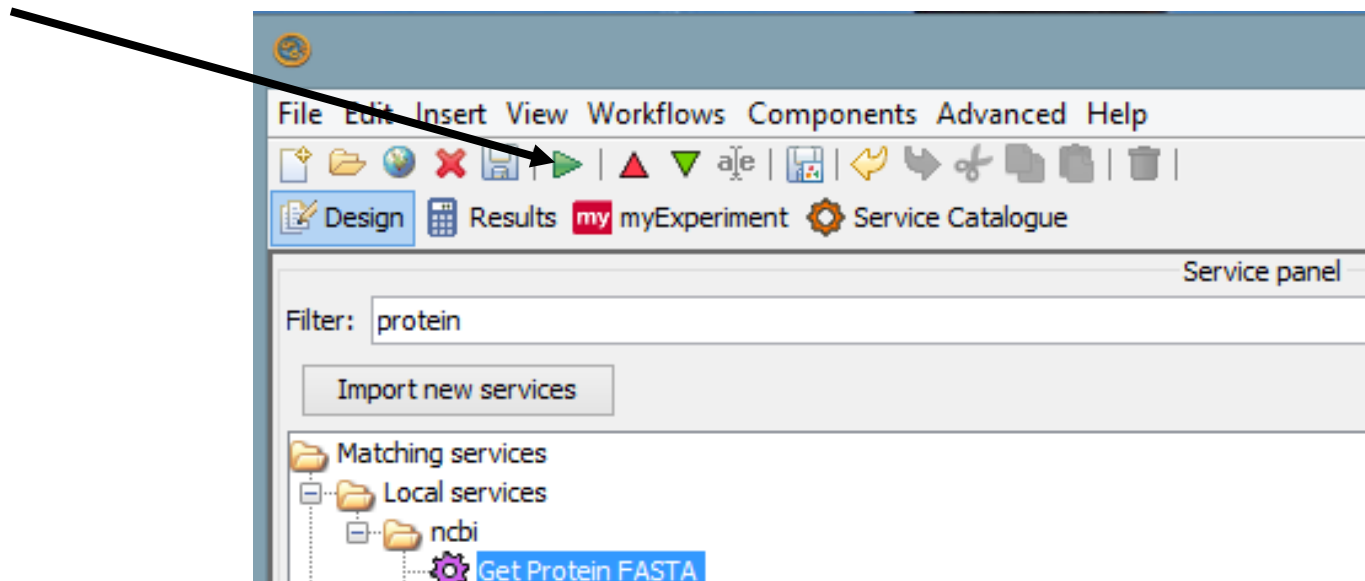 File Edit Insert View Workflows Components Advanced Help
a e
Design Results my myExperiment Service Catalogue
Service panel
Filter: protein
Import new services
Matching services
Local services
ncbi
Get Protein FASTA